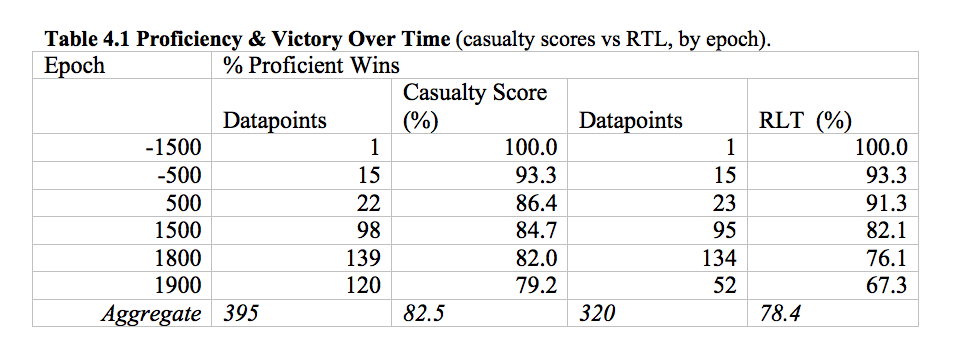 Table 4.1 Proficiency & Victory Over Time (casualty scores vs RTL, by epoch).
Epoch % Proficient Wins
Datapoints Casualty Score (%) Datapoints RLT (%)
-1500 1 100.0 1 100.0
-500 15 93.3 15 93.3
500 22 86.4 23 91.3
1500 98 84.7 95 82.1
1800 139 82.0 134 76.1
1900 120 79.2 52 67.3
Aggregate 395 82.5 320 78.4